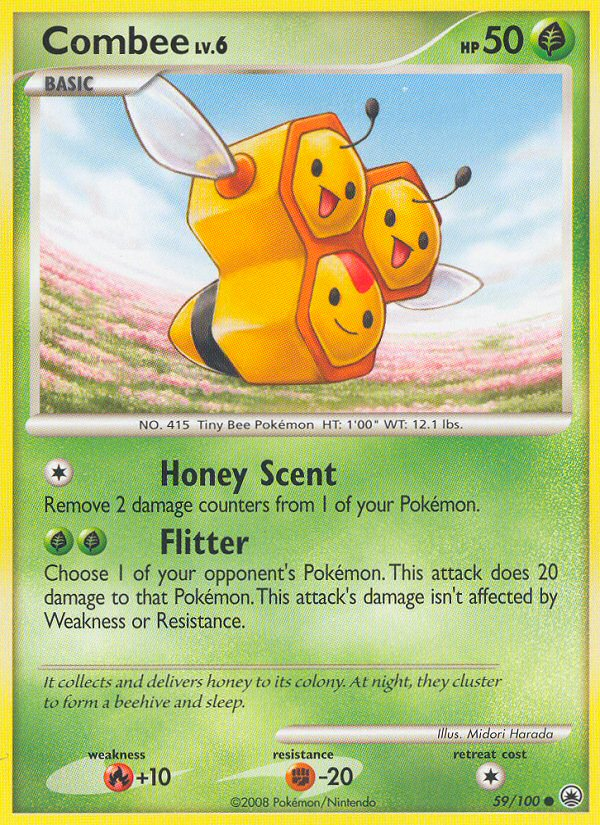 Combee LV.6
HP 50
BASIC
NO. 415 Tiny Bee Pokémon HT: 1'00" WT: 12.1 lbs.
Honey Scent
Remove 2 damage counters from 1 of your Pokémon.
Flitter
Choose 1 of your opponent's Pokémon. This attack does 20
damage to that Pokémon. This attack's damage isn't affected by
Weakness or Resistance.
It collects and delivers honey to its colony. At night, they cluster
to form a beehive and sleep.
Illus. Midori Harada
weakness resistance retreat cost
+10 -20
©2008 Pokémon/Nintendo 59/100